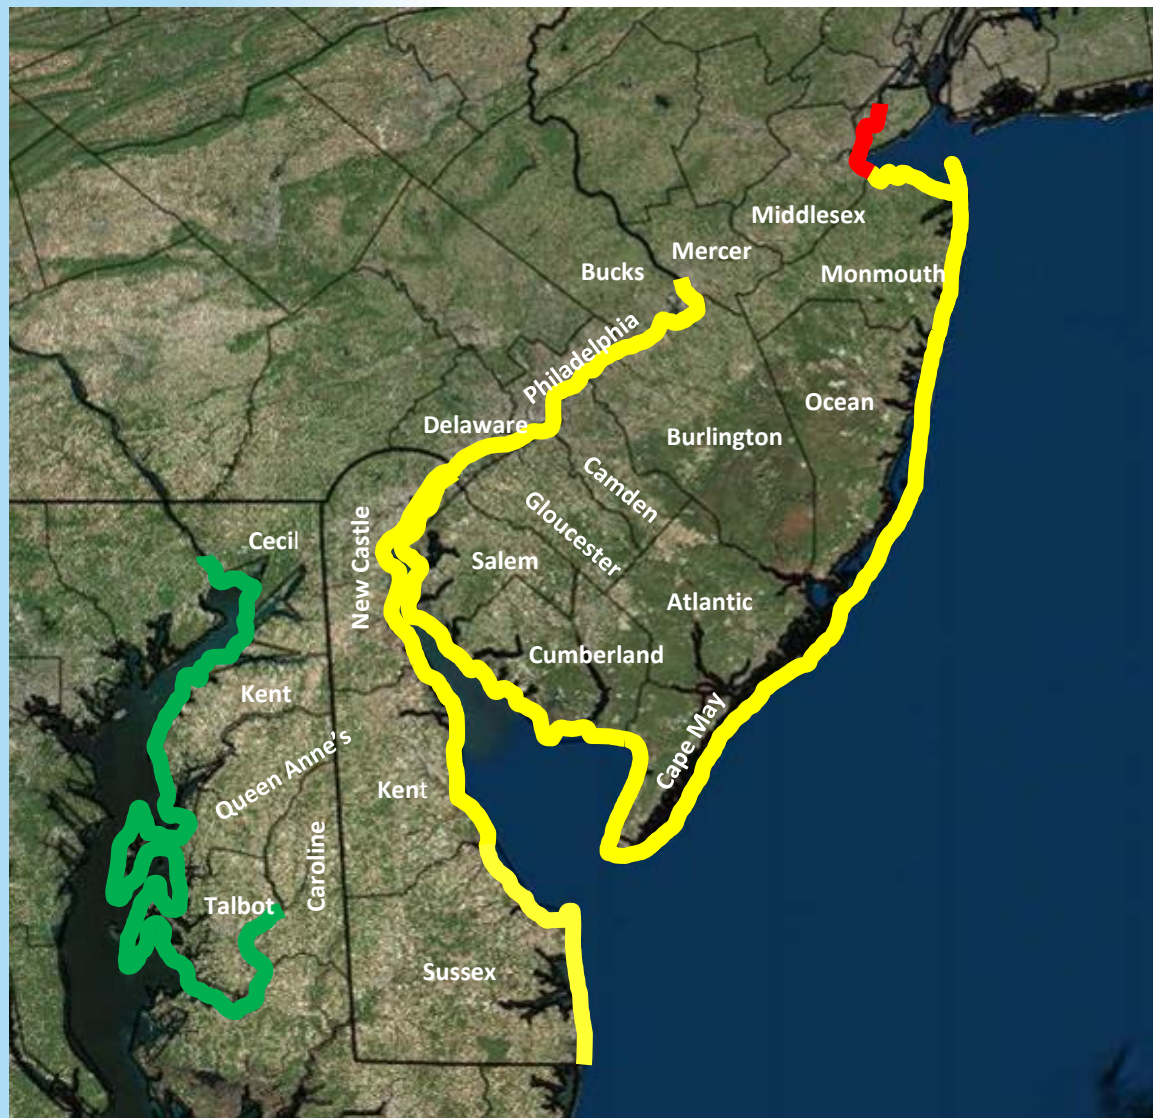 Middlesex
Mercer
Bucks
Monmouth
Philadelphia
Ocean
Delaware
Burlington
Camden
Gloucester
New Castle
Cecil
Salem
Atlantic
Cumberland
Kent
Cape May
Queen Anne's
Kent
Caroline
Talbot
Sussex